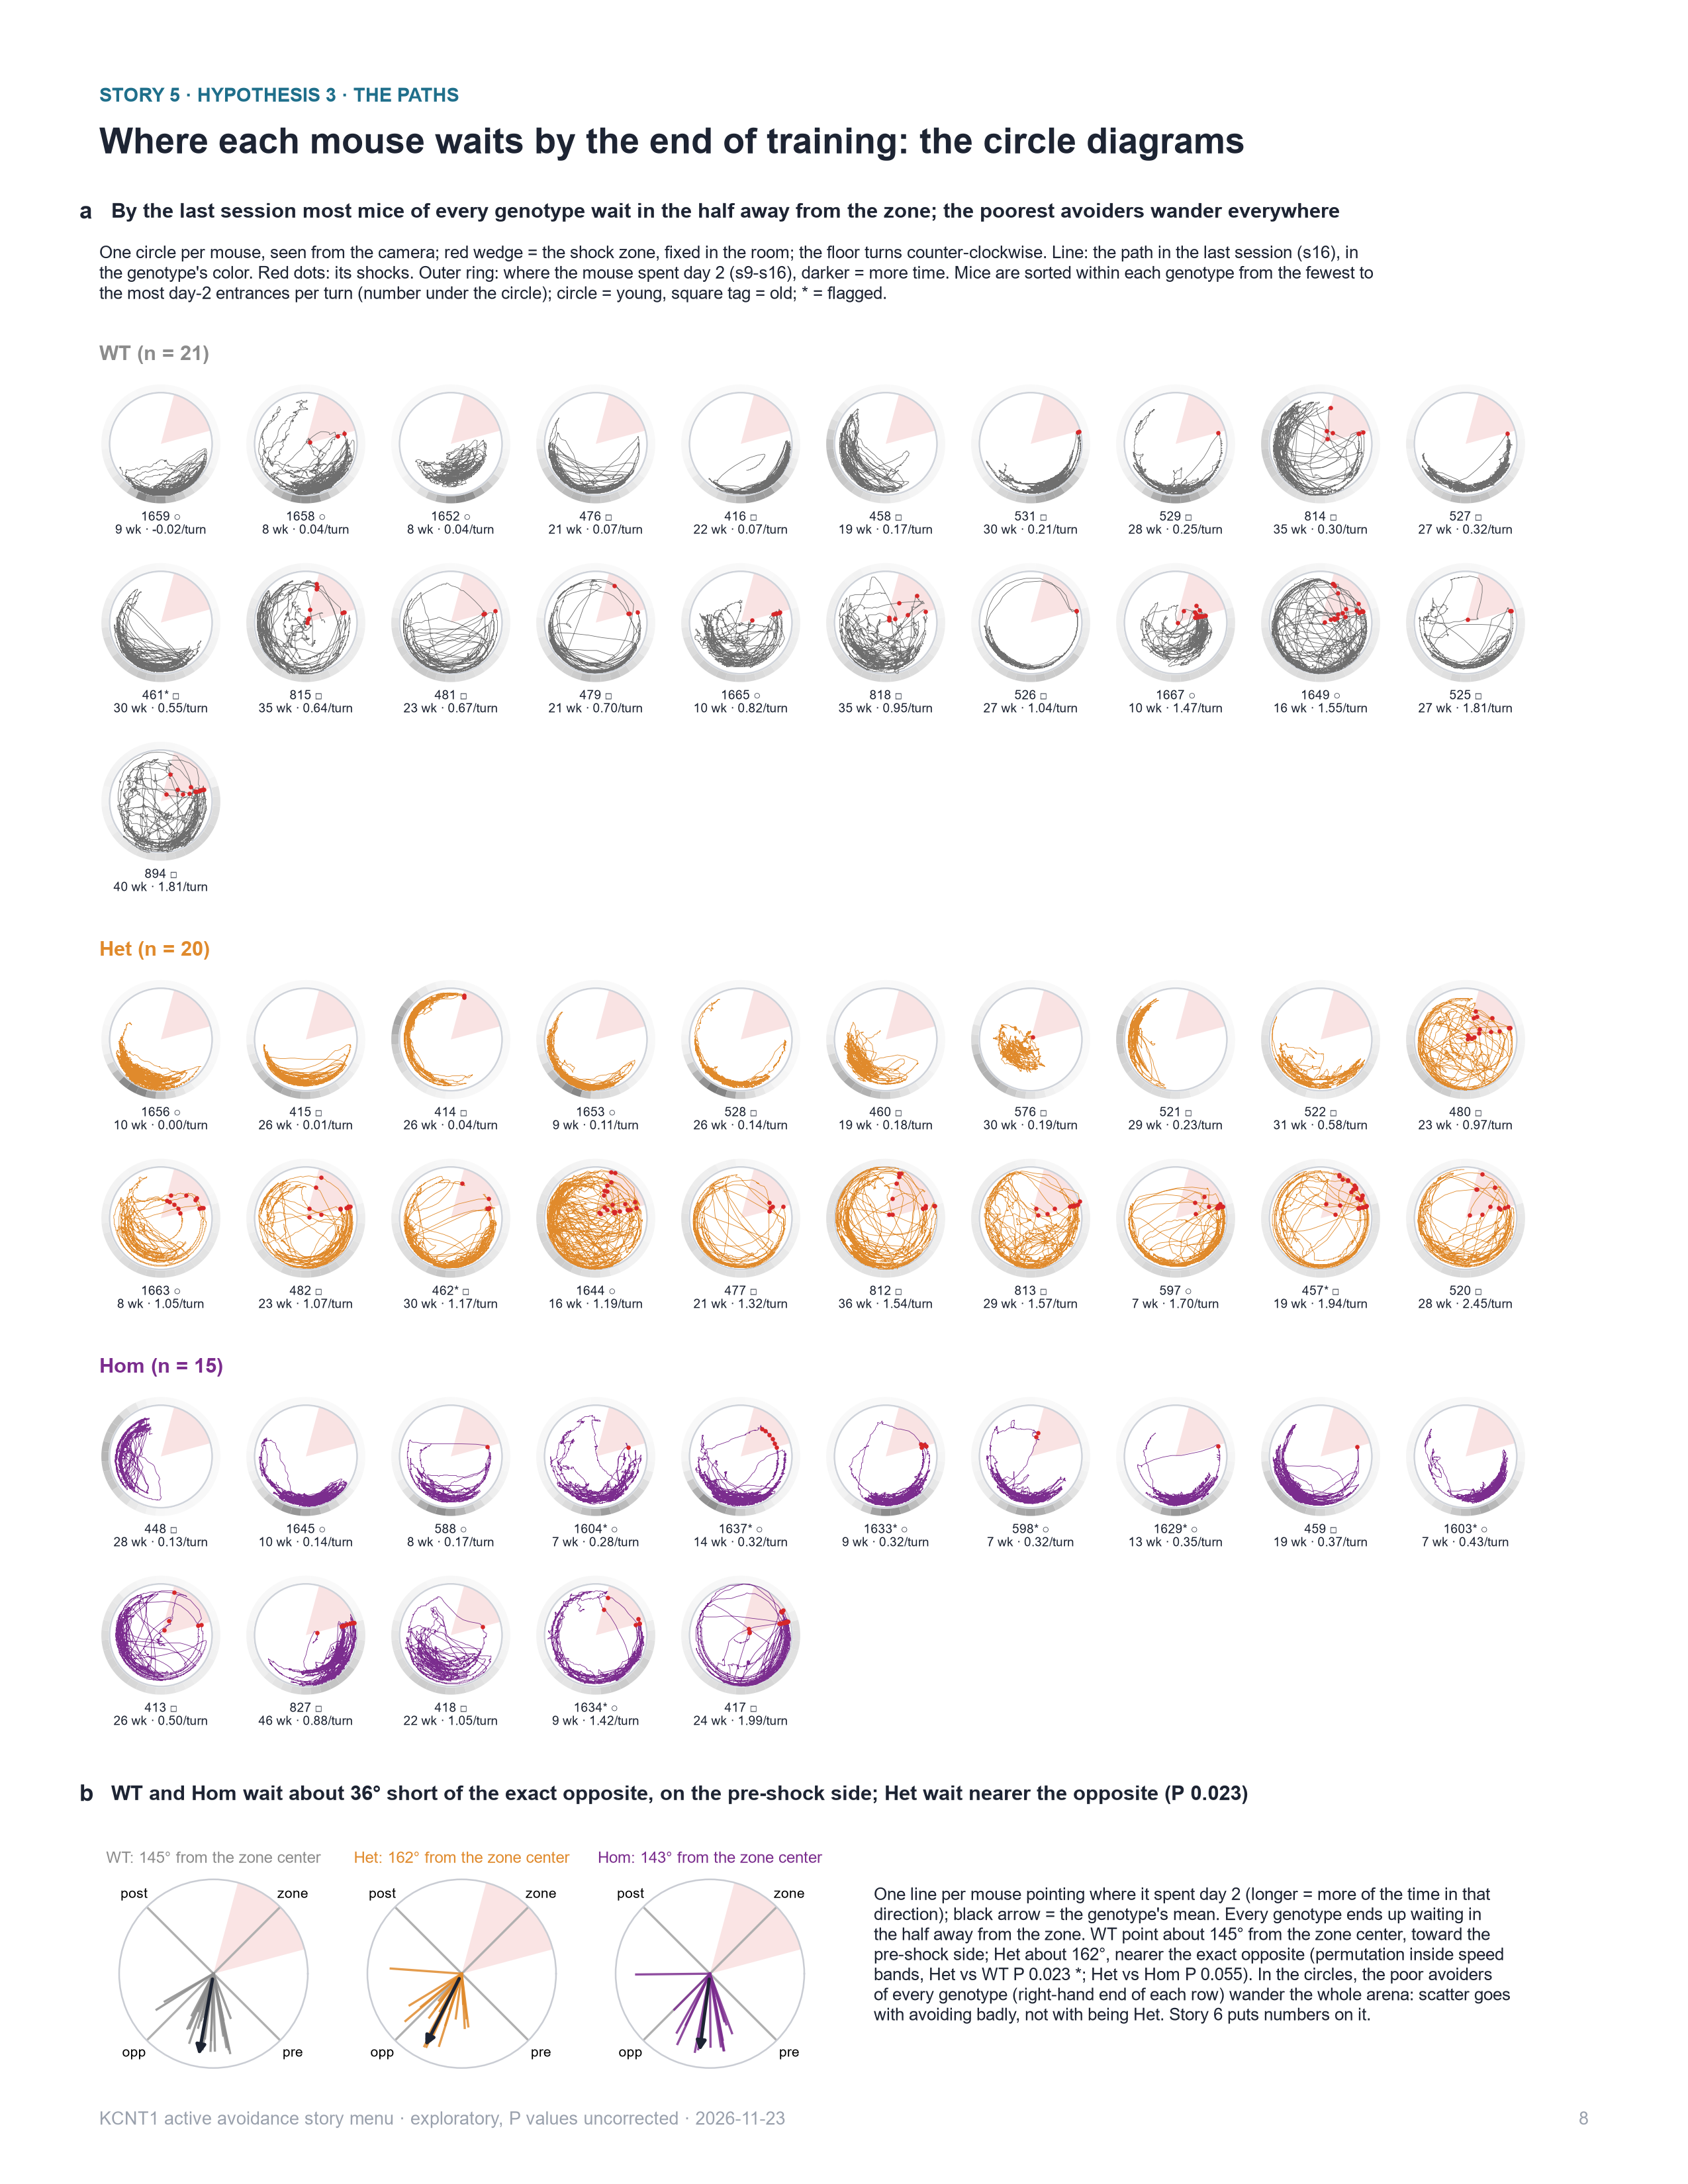 STORY 5 · HYPOTHESIS 3 · THE PATHS
Where each mouse waits by the end of training: the circle diagrams
a By the last session most mice of every genotype wait in the half away from the zone; the poorest avoiders wander everywhere
One circle per mouse, seen from the camera; red wedge = the shock zone, fixed in the room; the floor turns counter-clockwise. Line: the path in the last session (s16), in
the genotype's color. Red dots: its shocks. Outer ring: where the mouse spent day 2 (s9-s16), darker = more time. Mice are sorted within each genotype from the fewest to
the most day-2 entrances per turn (number under the circle); circle = young, square tag = old; * = flagged.
WT (n = 21)
1659 ○ 1658 ○ 1652 ○ 476 □ 416 □ 458 □ 531 □ 529 □ 814 □ 527 □
9 wk · -0.02/turn 8 wk · 0.04/turn 8 wk · 0.04/turn 21 wk · 0.07/turn 22 wk · 0.07/turn 19 wk · 0.17/turn 30 wk · 0.21/turn 28 wk · 0.25/turn 35 wk · 0.30/turn 27 wk · 0.32/turn
461* □ 815 □ 481 □ 479 □ 1665 ○ 818 □ 526 □ 1667 ○ 1649 ○ 525 □
30 wk · 0.55/turn 35 wk · 0.64/turn 23 wk · 0.67/turn 21 wk · 0.70/turn 10 wk · 0.82/turn 35 wk · 0.95/turn 27 wk · 1.04/turn 10 wk · 1.47/turn 16 wk · 1.55/turn 27 wk · 1.81/turn
894 □
40 wk · 1.81/turn
Het (n = 20)
1656 ○ 415 □ 414 □ 1653 ○ 528 □ 460 □ 576 □ 521 □ 522 □ 480 □
10 wk · 0.00/turn 26 wk · 0.01/turn 26 wk · 0.04/turn 9 wk · 0.11/turn 26 wk · 0.14/turn 19 wk · 0.18/turn 30 wk · 0.19/turn 29 wk · 0.23/turn 31 wk · 0.58/turn 23 wk · 0.97/turn
1663 ○ 482 □ 462* □ 1644 ○ 477 □ 812 □ 813 □ 597 ○ 457* □ 520 □
8 wk · 1.05/turn 23 wk · 1.07/turn 30 wk · 1.17/turn 16 wk · 1.19/turn 21 wk · 1.32/turn 36 wk · 1.54/turn 29 wk · 1.57/turn 7 wk · 1.70/turn 19 wk · 1.94/turn 28 wk · 2.45/turn
Hom (n = 15)
448 □ 1645 ○ 588 ○ 1604* ○ 1637* ○ 1633* ○ 598* ○ 1629* ○ 459 □ 1603* ○
28 wk · 0.13/turn 10 wk · 0.14/turn 8 wk · 0.17/turn 7 wk · 0.28/turn 14 wk · 0.32/turn 9 wk · 0.32/turn 7 wk · 0.32/turn 13 wk · 0.35/turn 19 wk · 0.37/turn 7 wk · 0.43/turn
413 □ 827 □ 418 □ 1634* ○ 417 □
26 wk · 0.50/turn 46 wk · 0.88/turn 22 wk · 1.05/turn 9 wk · 1.42/turn 24 wk · 1.99/turn
b WT and Hom wait about 36° short of the exact opposite, on the pre-shock side; Het wait nearer the opposite (P 0.023)
WT: 145° from the zone center Het: 162° from the zone center Hom: 143° from the zone center
post zone post zone post zone
opp pre opp pre opp pre
One line per mouse pointing where it spent day 2 (longer = more of the time in that
direction); black arrow = the genotype's mean. Every genotype ends up waiting in
the half away from the zone. WT point about 145° from the zone center, toward the
pre-shock side; Het about 162°, nearer the exact opposite (permutation inside speed
bands, Het vs WT P 0.023 *; Het vs Hom P 0.055). In the circles, the poor avoiders
of every genotype (right-hand end of each row) wander the whole arena: scatter goes
with avoiding badly, not with being Het. Story 6 puts numbers on it.
KCNT1 active avoidance story menu · exploratory, P values uncorrected · 2026-11-23 8